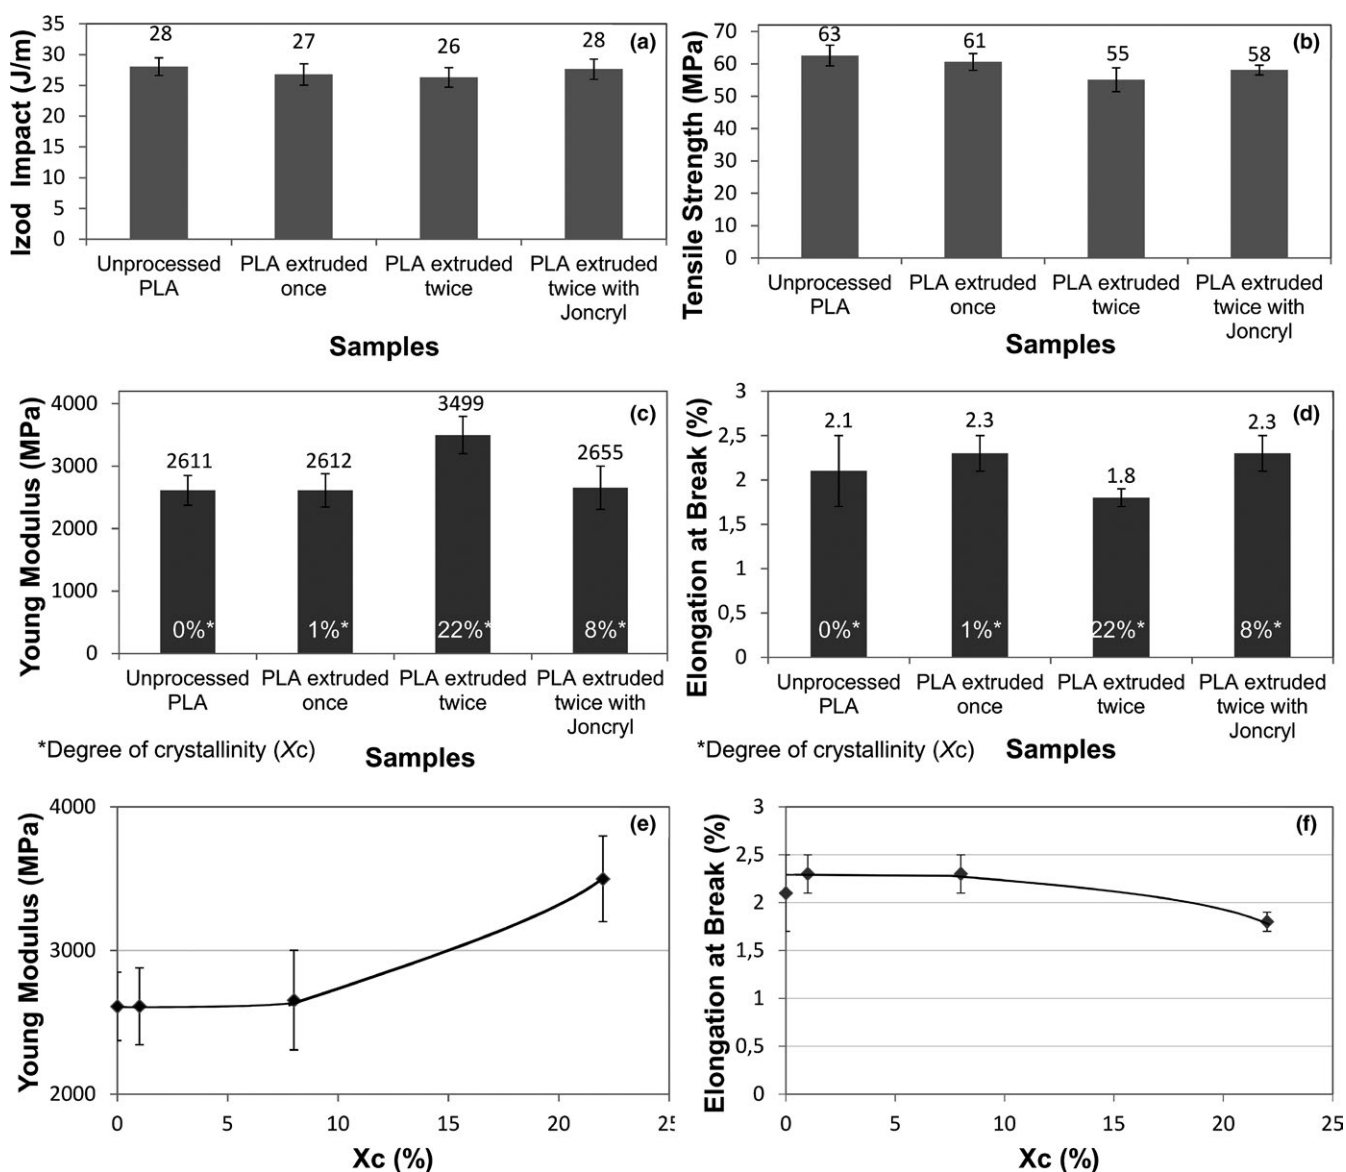 (a)
Izod Impact (J/m)
35
30
25
20
15
10
5
0
28
27
26
28
Unprocessed PLA
PLA extruded once
PLA extruded twice
PLA extruded twice with Joncryl
Samples
(b)
Tensile Strength (MPa)
70
60
50
40
30
20
10
0
63
61
55
58
Unprocessed PLA
PLA extruded once
PLA extruded twice
PLA extruded twice with Joncryl
Samples
(c)
Young Modulus (MPa)
4000
3000
2000
1000
0
2611
2612
3499
2655
0%*
1%*
22%*
8%*
Unprocessed PLA
PLA extruded once
PLA extruded twice
PLA extruded twice with Joncryl
*Degree of crystallinity (Xc)
Samples
(d)
Elongation at Break (%)
3
2,5
2
1,5
1
0,5
0
2.1
2.3
1.8
2.3
0%*
1%*
22%*
8%*
Unprocessed PLA
PLA extruded once
PLA extruded twice
PLA extruded twice with Joncryl
*Degree of crystallinity (Xc)
Samples
(e)
Young Modulus (MPa)
4000
3000
2000
0
5
10
15
20
25
Xc (%)
(f)
Elongation at Break (%)
3
2,5
2
1,5
1
0,5
0
0
5
10
15
20
25
Xc (%)